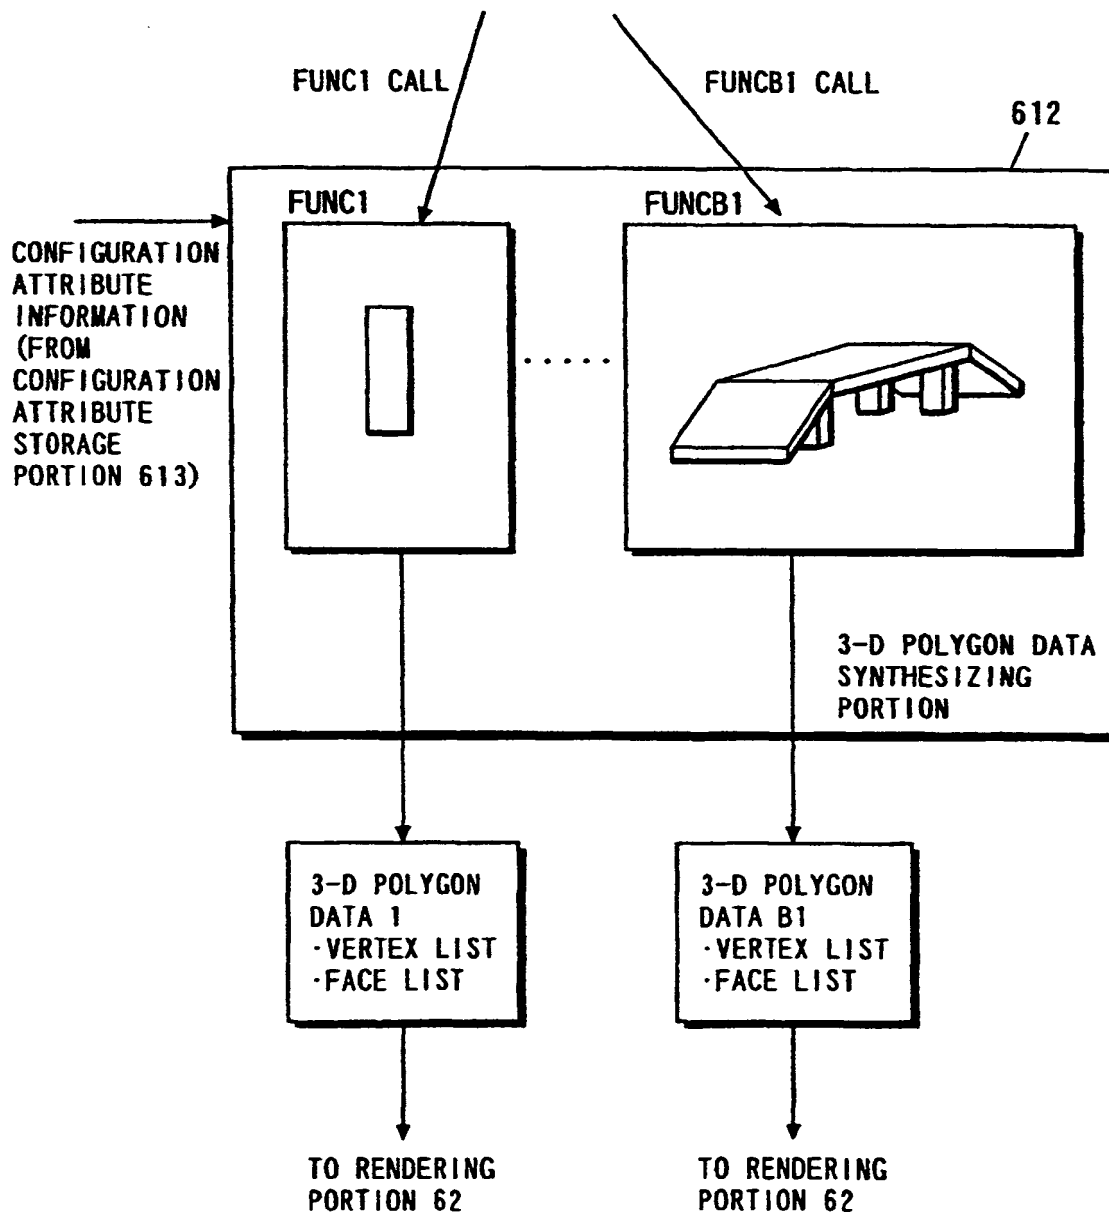 FUNC1 CALL
FUNCB1 CALL
612
FUNC1
FUNCB1
CONFIGURATION
ATTRIBUTE
INFORMATION
(FROM
CONFIGURATION
ATTRIBUTE
STORAGE
PORTION 613)
3-D POLYGON DATA
SYNTHESIZING
PORTION
3-D POLYGON
DATA 1
·VERTEX LIST
·FACE LIST
3-D POLYGON
DATA B1
·VERTEX LIST
·FACE LIST
TO RENDERING
PORTION 62
TO RENDERING
PORTION 62